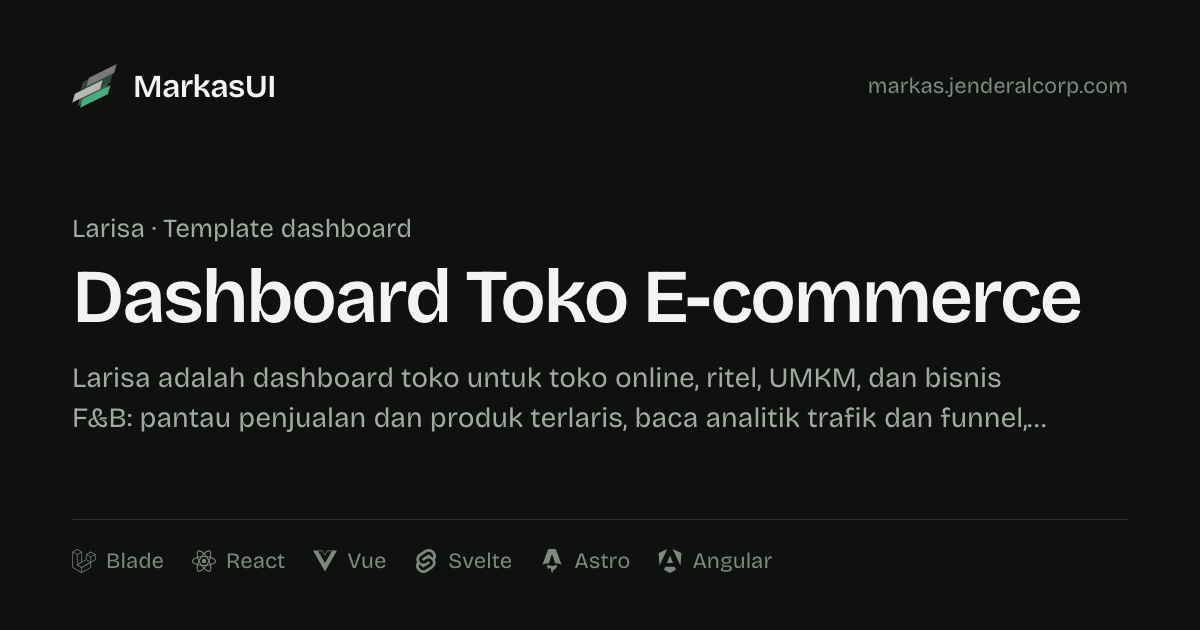 MarkasUI
markas.jenderalcorp.com
Larisa · Template dashboard
Dashboard Toko E-commerce
Larisa adalah dashboard toko untuk toko online, ritel, UMKM, dan bisnis
F&B: pantau penjualan dan produk terlaris, baca analitik trafik dan funnel,...
Blade React Vue Svelte Astro Angular